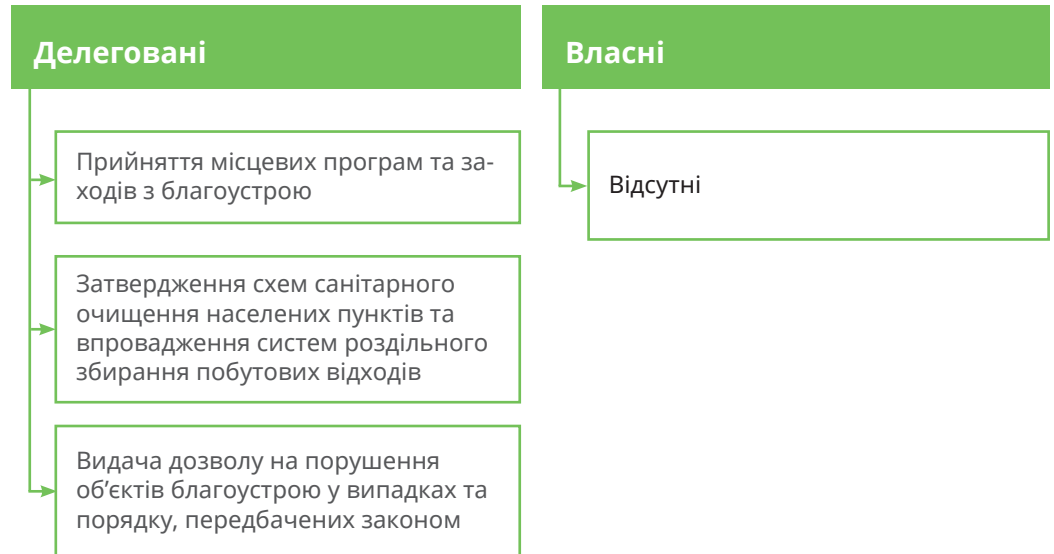 Делеговані
Прийняття місцевих програм та за-
ходів з благоустрою
Затвердження схем санітарного
очищення населених пунктів та
впровадження систем роздільного
збирання побутових відходів
Видача дозволу на порушення
об’єктів благоустрою у випадках та
порядку, передбачених законом
Власні
Відсутні